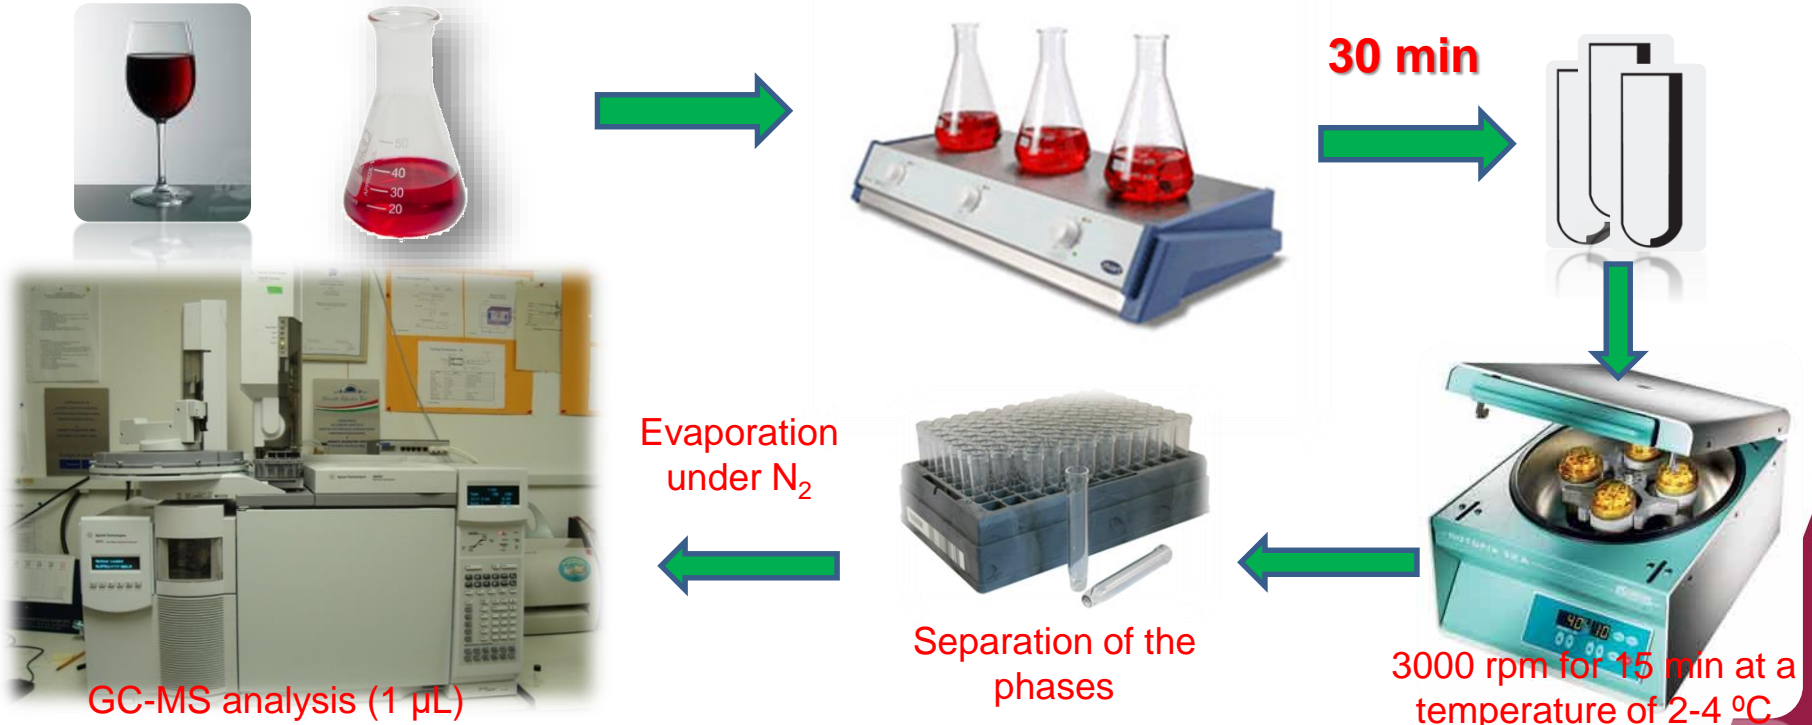 50
40
30
20
30 min
Evaporation
under N₂
Separation of the
phases
3000 rpm for 15 min at a
temperature of 2-4 ºC
GC-MS analysis (1 µL)